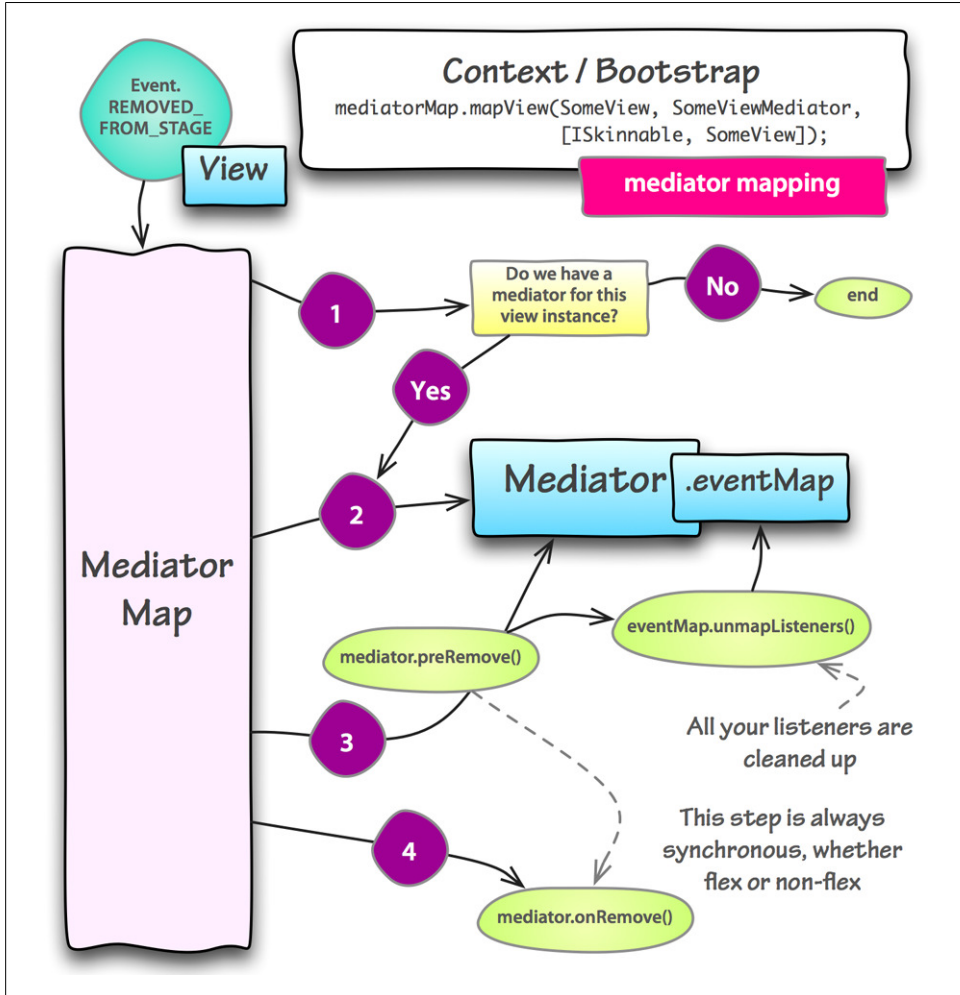 Event.
REMOVED_
FROM_STAGE
View
Context / Bootstrap
mediatorMap.mapView(SomeView, SomeViewMediator,
[ISkinnable, SomeView]);
mediator mapping
1
Do we have a
mediator for this
view instance?
No
end
Yes
2
Mediator
.eventMap
Mediator
Map
mediator.preRemove()
eventMap.unmapListeners()
3
All your listeners are
cleaned up
4
This step is always
synchronous, whether
flex or non-flex
mediator.onRemove()